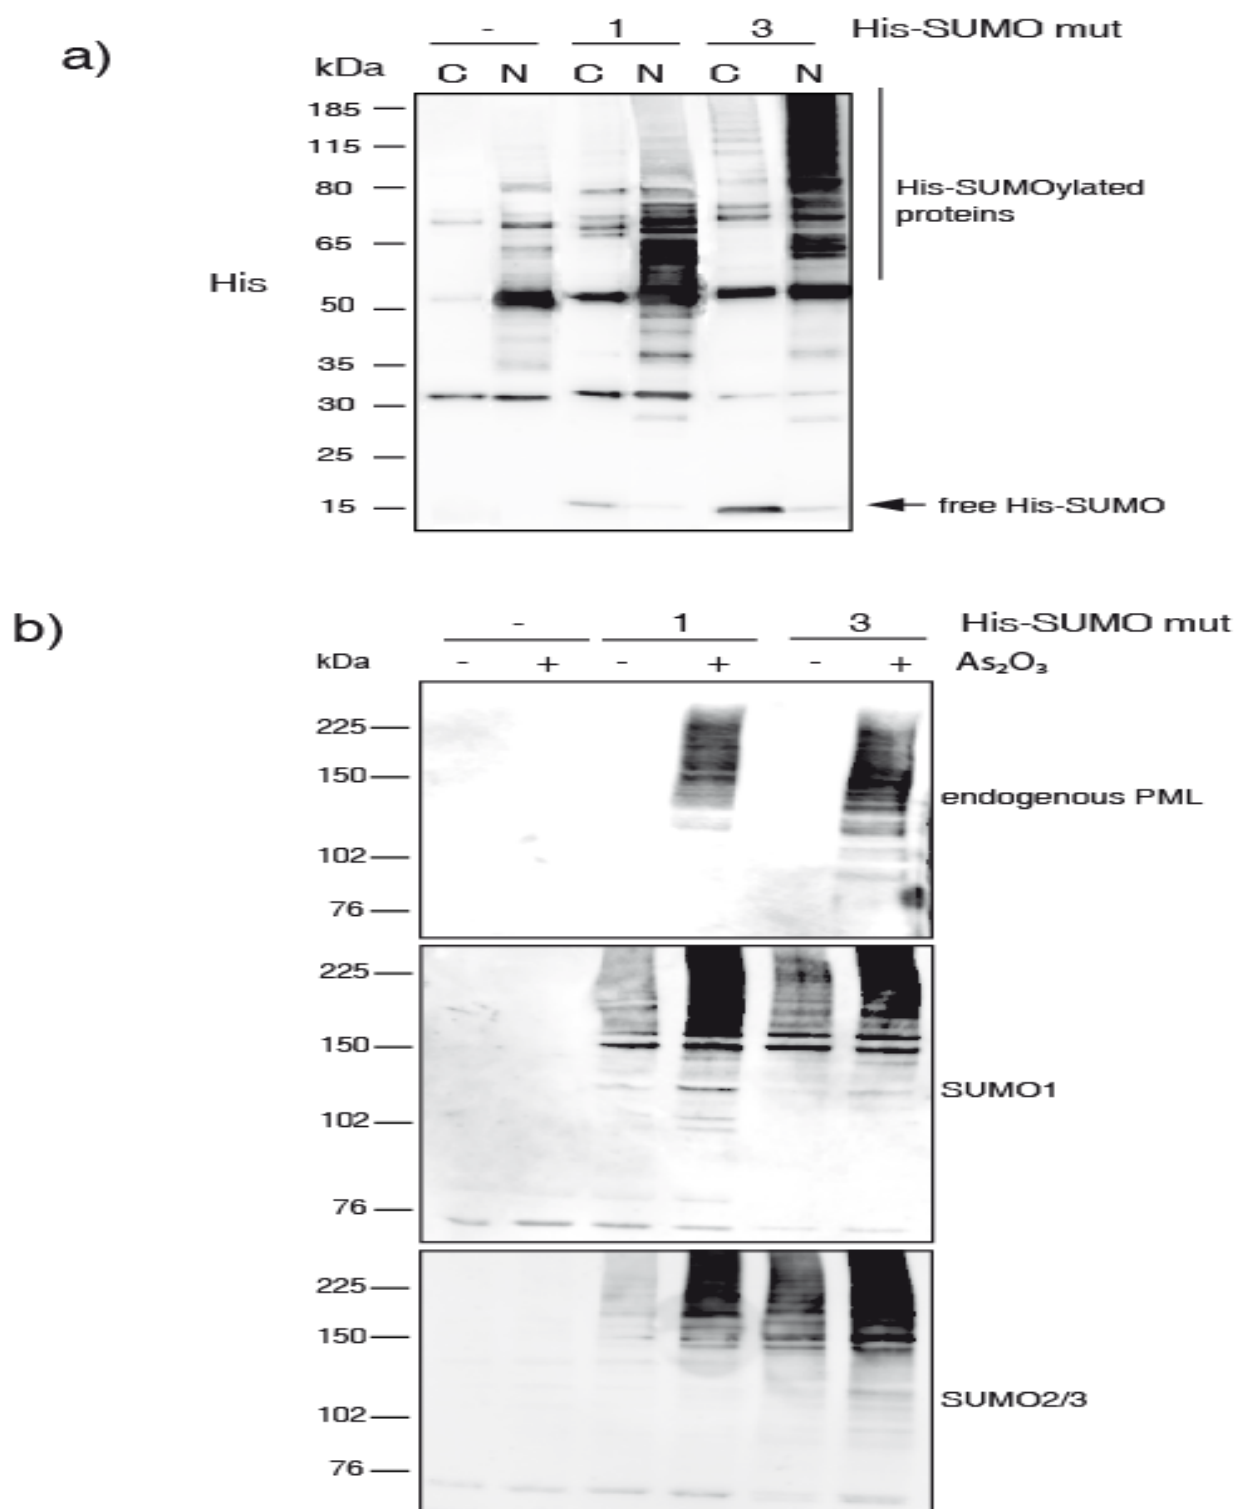 a)
- 1 3 His-SUMO mut
kDa C N C N C N
185
115
80
65
50
35
30
25
15
His
His-SUMOylated
proteins
free His-SUMO
b)
- 1 3 His-SUMO mut
kDa - + - + - + As₂O₃
225
150
102
76
endogenous PML
225
150
102
76
SUMO1
225
150
102
76
SUMO2/3